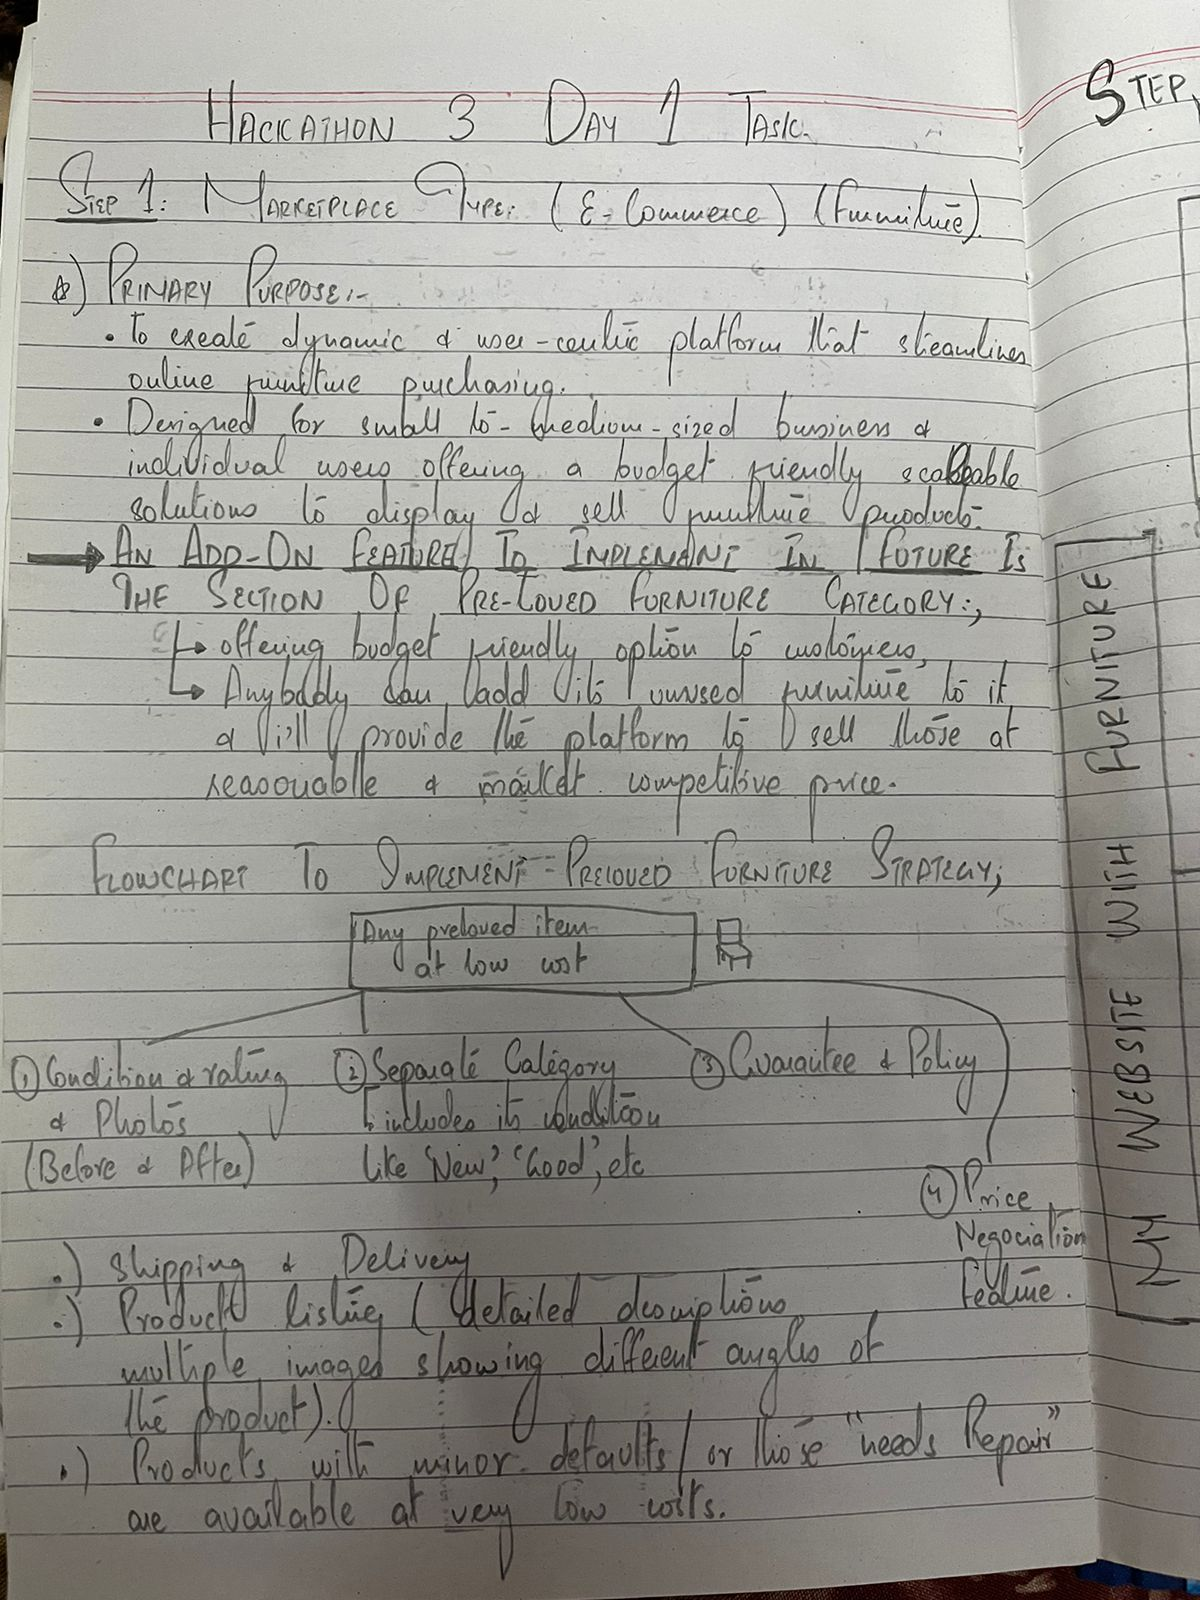 HACKATHON 3 DAY 1 TASK.
STEP 1: MARKETPLACE TYPE: (E-Commerce) (Furniture).
PRIMARY PURPOSE:-
• To create dynamic & user-centric platform that streamlines
online furniture purchasing.
• Designed for small to-medium-sized business &
individual users offering a budget friendly
solutions to display & sell furniture products.
→ AN ADD-ON FEATURE TO IMPLEMANT IN FUTURE IS
THE SECTION OF PRE-LOVED FURNITURE CATEGORY:,
↳ offering budget friendly option to customers,
↳ Anybody can add its unused furniture to it
& i'll provide the platform to sell those at
reasonable & market competitive price.
FLOWCHART TO IMPLEMENT - PRELOVED FURNITURE STRATEGY;
Any preloved item
at low cost
① Condition & rating
& Photos
(Before & After)
② Separate Category
↳ includes its condition
like 'New', 'Good', etc
③ Guarantee & Policy
④ Price
Negociation
feature.
•) Shipping & Delivery
•) Product listing ( detailed descriptions
multiple images showing different angles of
the product).
•) Products with minor defaults / or those "needs Repair"
are available at very low costs.
STEP
MY WEBSITE WITH FURNITURE